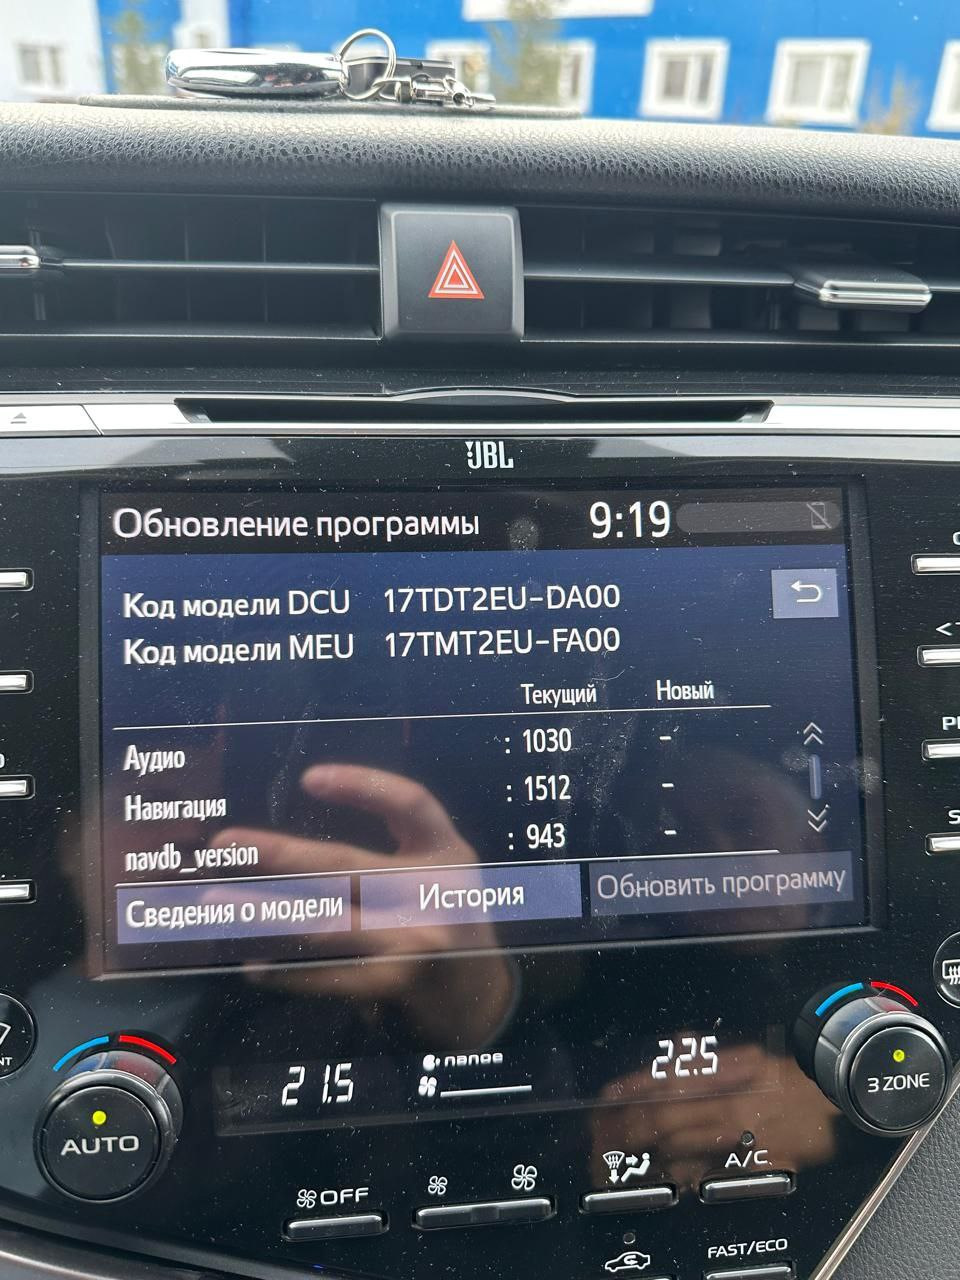 JBL
Обновление программы 9:19
Код модели DCU 17TDT2EU-DA00
Код модели MEU 17TMT2EU-FA00
Текущий Новый
Аудио : 1030 -
Навигация : 1512 -
navdb_version : 943 -
Сведения о модели История Обновить программу
21.5 nanoe 22.5
AUTO 3 ZONE
OFF A/C
FAST/ECO